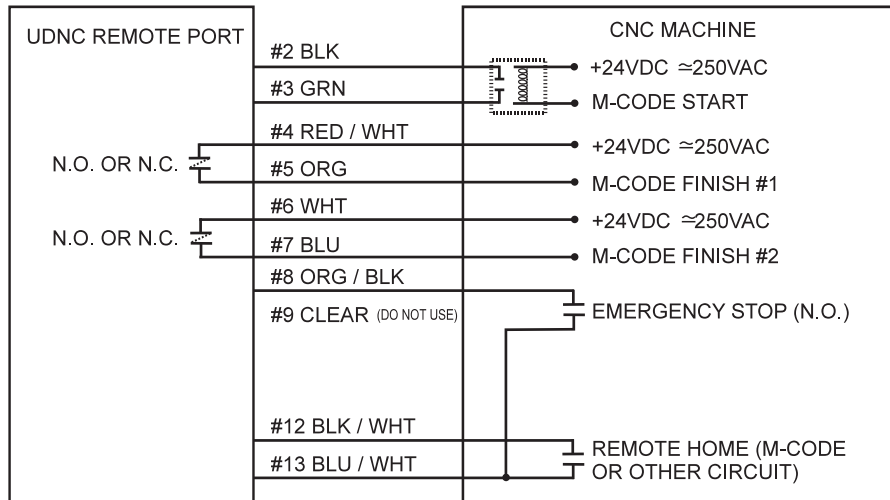 UDNC REMOTE PORT
CNC MACHINE
#2 BLK
+24VDC ≃250VAC
#3 GRN
M-CODE START
#4 RED / WHT
+24VDC ≃250VAC
N.O. OR N.C.
#5 ORG
M-CODE FINISH #1
#6 WHT
+24VDC ≃250VAC
N.O. OR N.C.
#7 BLU
M-CODE FINISH #2
#8 ORG / BLK
#9 CLEAR (DO NOT USE)
EMERGENCY STOP (N.O.)
#12 BLK / WHT
#13 BLU / WHT
REMOTE HOME (M-CODE
OR OTHER CIRCUIT)